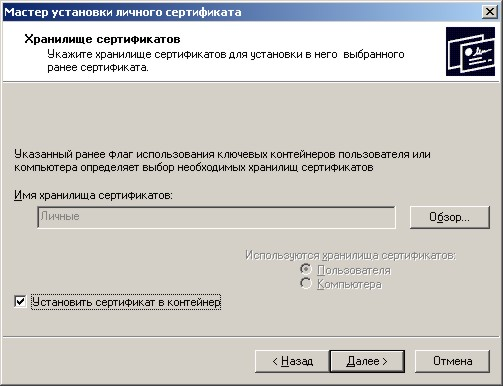 Мастер установки личного сертификата
Хранилище сертификатов
Укажите хранилище сертификатов для установки в него выбранного
ранее сертификата.
Указанный ранее флаг использования ключевых контейнеров пользователя или
компьютера определяет выбор необходимых хранилищ сертификатов
Имя хранилища сертификатов:
Личные
Обзор...
Используются хранилища сертификатов:
Пользователя
Компьютера
Установить сертификат в контейнер
< Назад
Далее >
Отмена